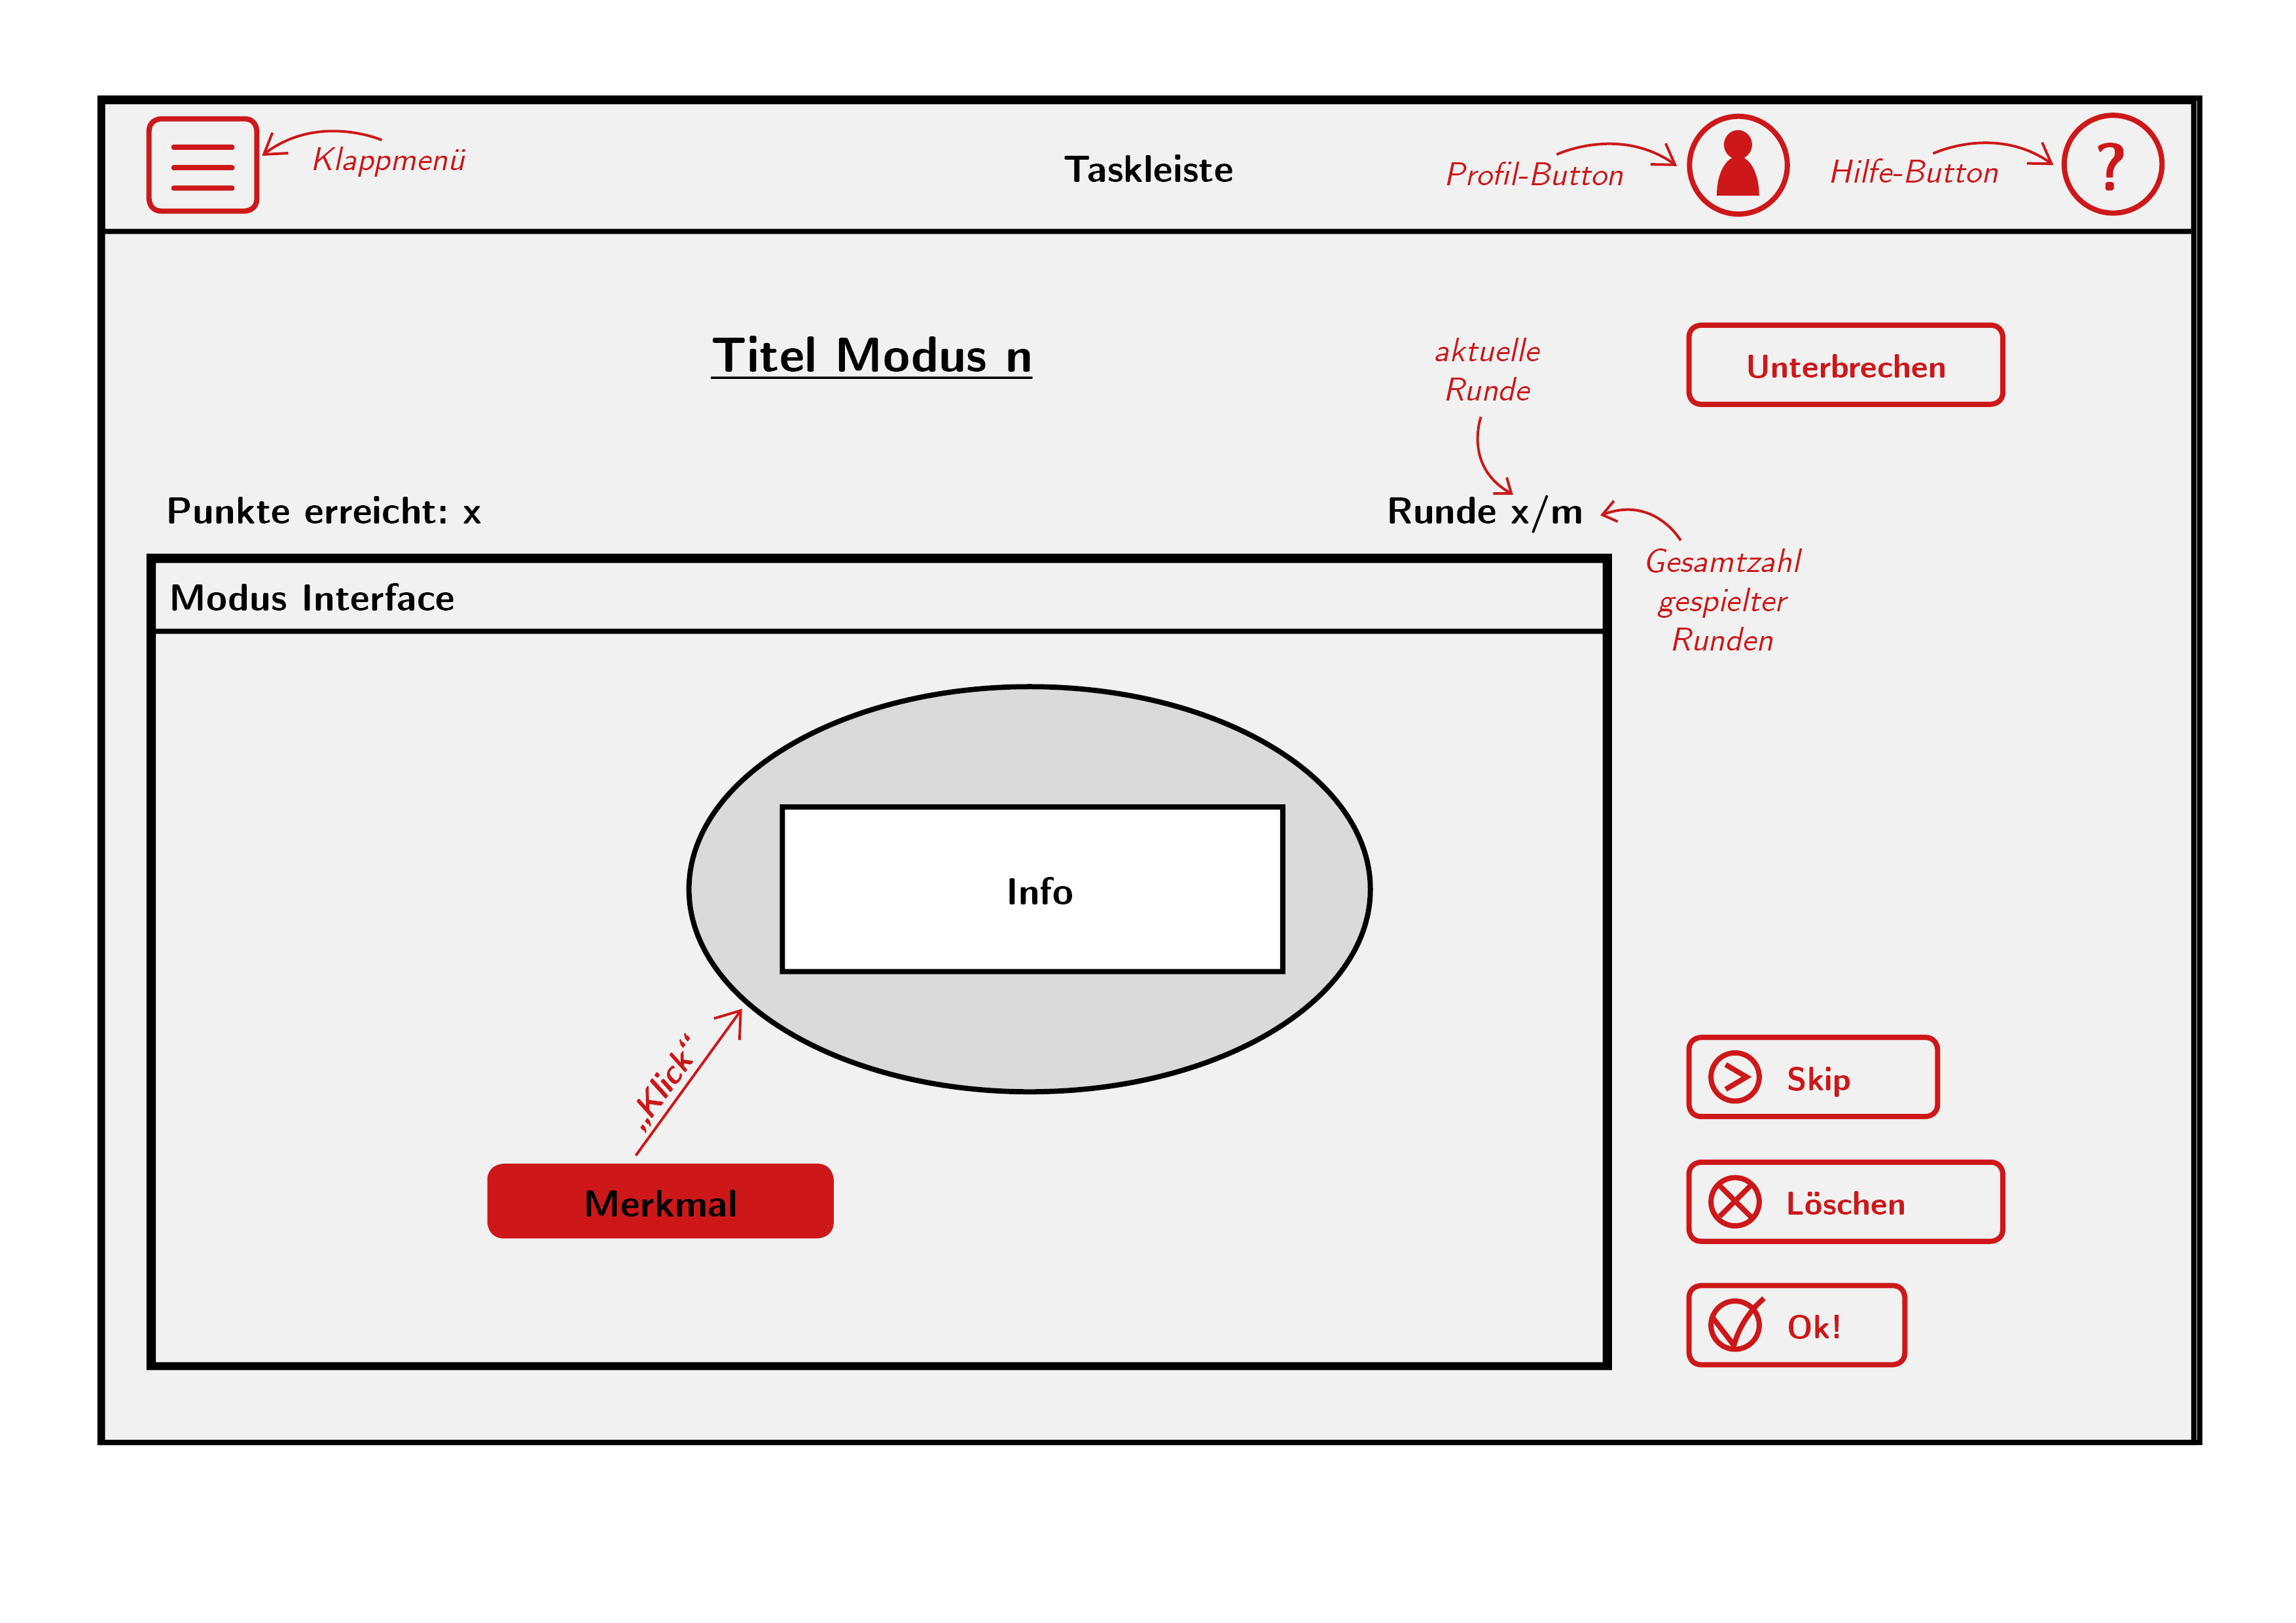 Klappmenü
Taskleiste
Profil-Button
Hilfe-Button
?
Titel Modus n
aktuelle
Runde
Unterbrechen
Punkte erreicht: x
Runde x/m
Gesamtzahl
gespielter
Runden
Modus Interface
Info
„Klick“
Merkmal
Skip
Löschen
Ok!